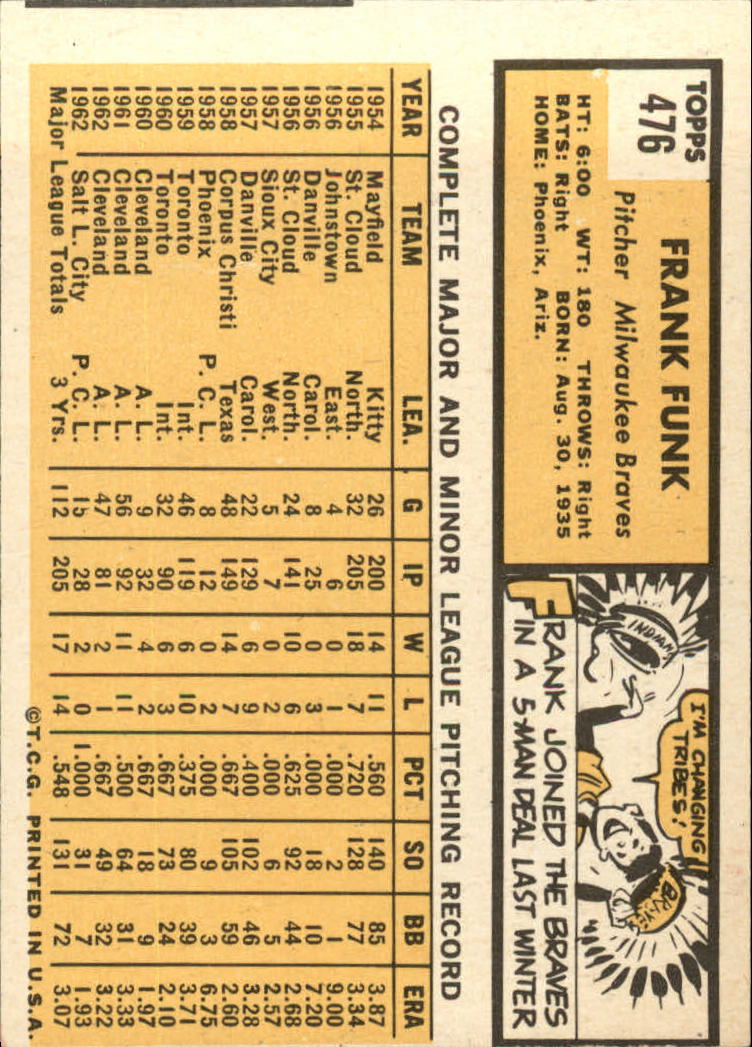 TOPPS
476
FRANK FUNK
Pitcher Milwaukee Braves
HT: 6:00 WT: 180 THROWS: Right
BATS: Right BORN: Aug. 30, 1935
HOME: Phoenix, Ariz.
INDIANS
I'M CHANGING
TRIBES!
BRAVES
FRANK JOINED THE BRAVES
IN A 5-MAN DEAL LAST WINTER
COMPLETE MAJOR AND MINOR LEAGUE PITCHING RECORD
YEAR TEAM LEA. G IP W L PCT SO BB ERA
1954 Mayfield Kitty 26 200 14 11 .560 140 85 3.87
1955 St. Cloud North. 32 205 18 7 .720 128 77 3.34
1956 Johnstown East. 4 6 0 1 .000 2 1 9.00
1956 Danville Carol. 8 25 0 3 .000 18 10 7.20
1956 St. Cloud North. 24 141 10 6 .625 92 44 2.68
1957 Sioux City West. 5 7 0 2 .000 6 5 2.57
1957 Danville Carol. 22 129 6 9 .400 102 46 3.28
1958 Corpus Christi Texas 48 149 14 7 .667 105 59 2.60
1958 Phoenix P. C. L. 8 12 0 2 .000 9 3 6.75
1959 Toronto Int. 46 119 6 10 .375 80 39 3.71
1960 Toronto Int. 32 90 6 3 .667 73 24 2.10
1960 Cleveland A. L. 9 32 4 2 .667 18 9 1.97
1961 Cleveland A. L. 56 92 11 11 .500 64 31 3.33
1962 Cleveland A. L. 47 81 2 1 .667 49 32 3.22
1962 Salt L. City P. C. L. 15 28 2 0 1.000 31 7 1.93
Major League Totals 3 Yrs. 112 205 17 14 .548 131 72 3.07
©T.C.G. PRINTED IN U.S.A.